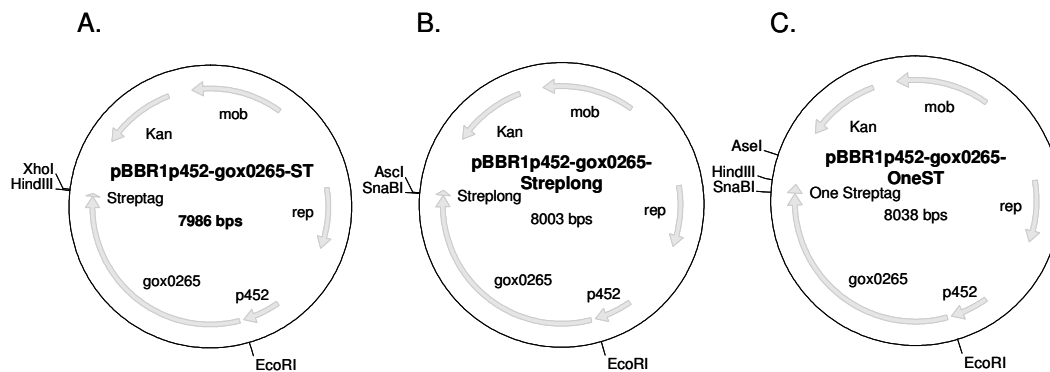 A.
mob
Kan
XhoI
HindIII
pBBR1p452-gox0265-ST
Streptag
7986 bps
rep
gox0265
p452
EcoRI
B.
mob
Kan
AscI
SnaBI
pBBR1p452-gox0265-
Streplong
Streplong
8003 bps
rep
gox0265
p452
EcoRI
C.
mob
Kan
AseI
HindIII
SnaBI
pBBR1p452-gox0265-
OneST
One Streptag
8038 bps
rep
gox0265
p452
EcoRI